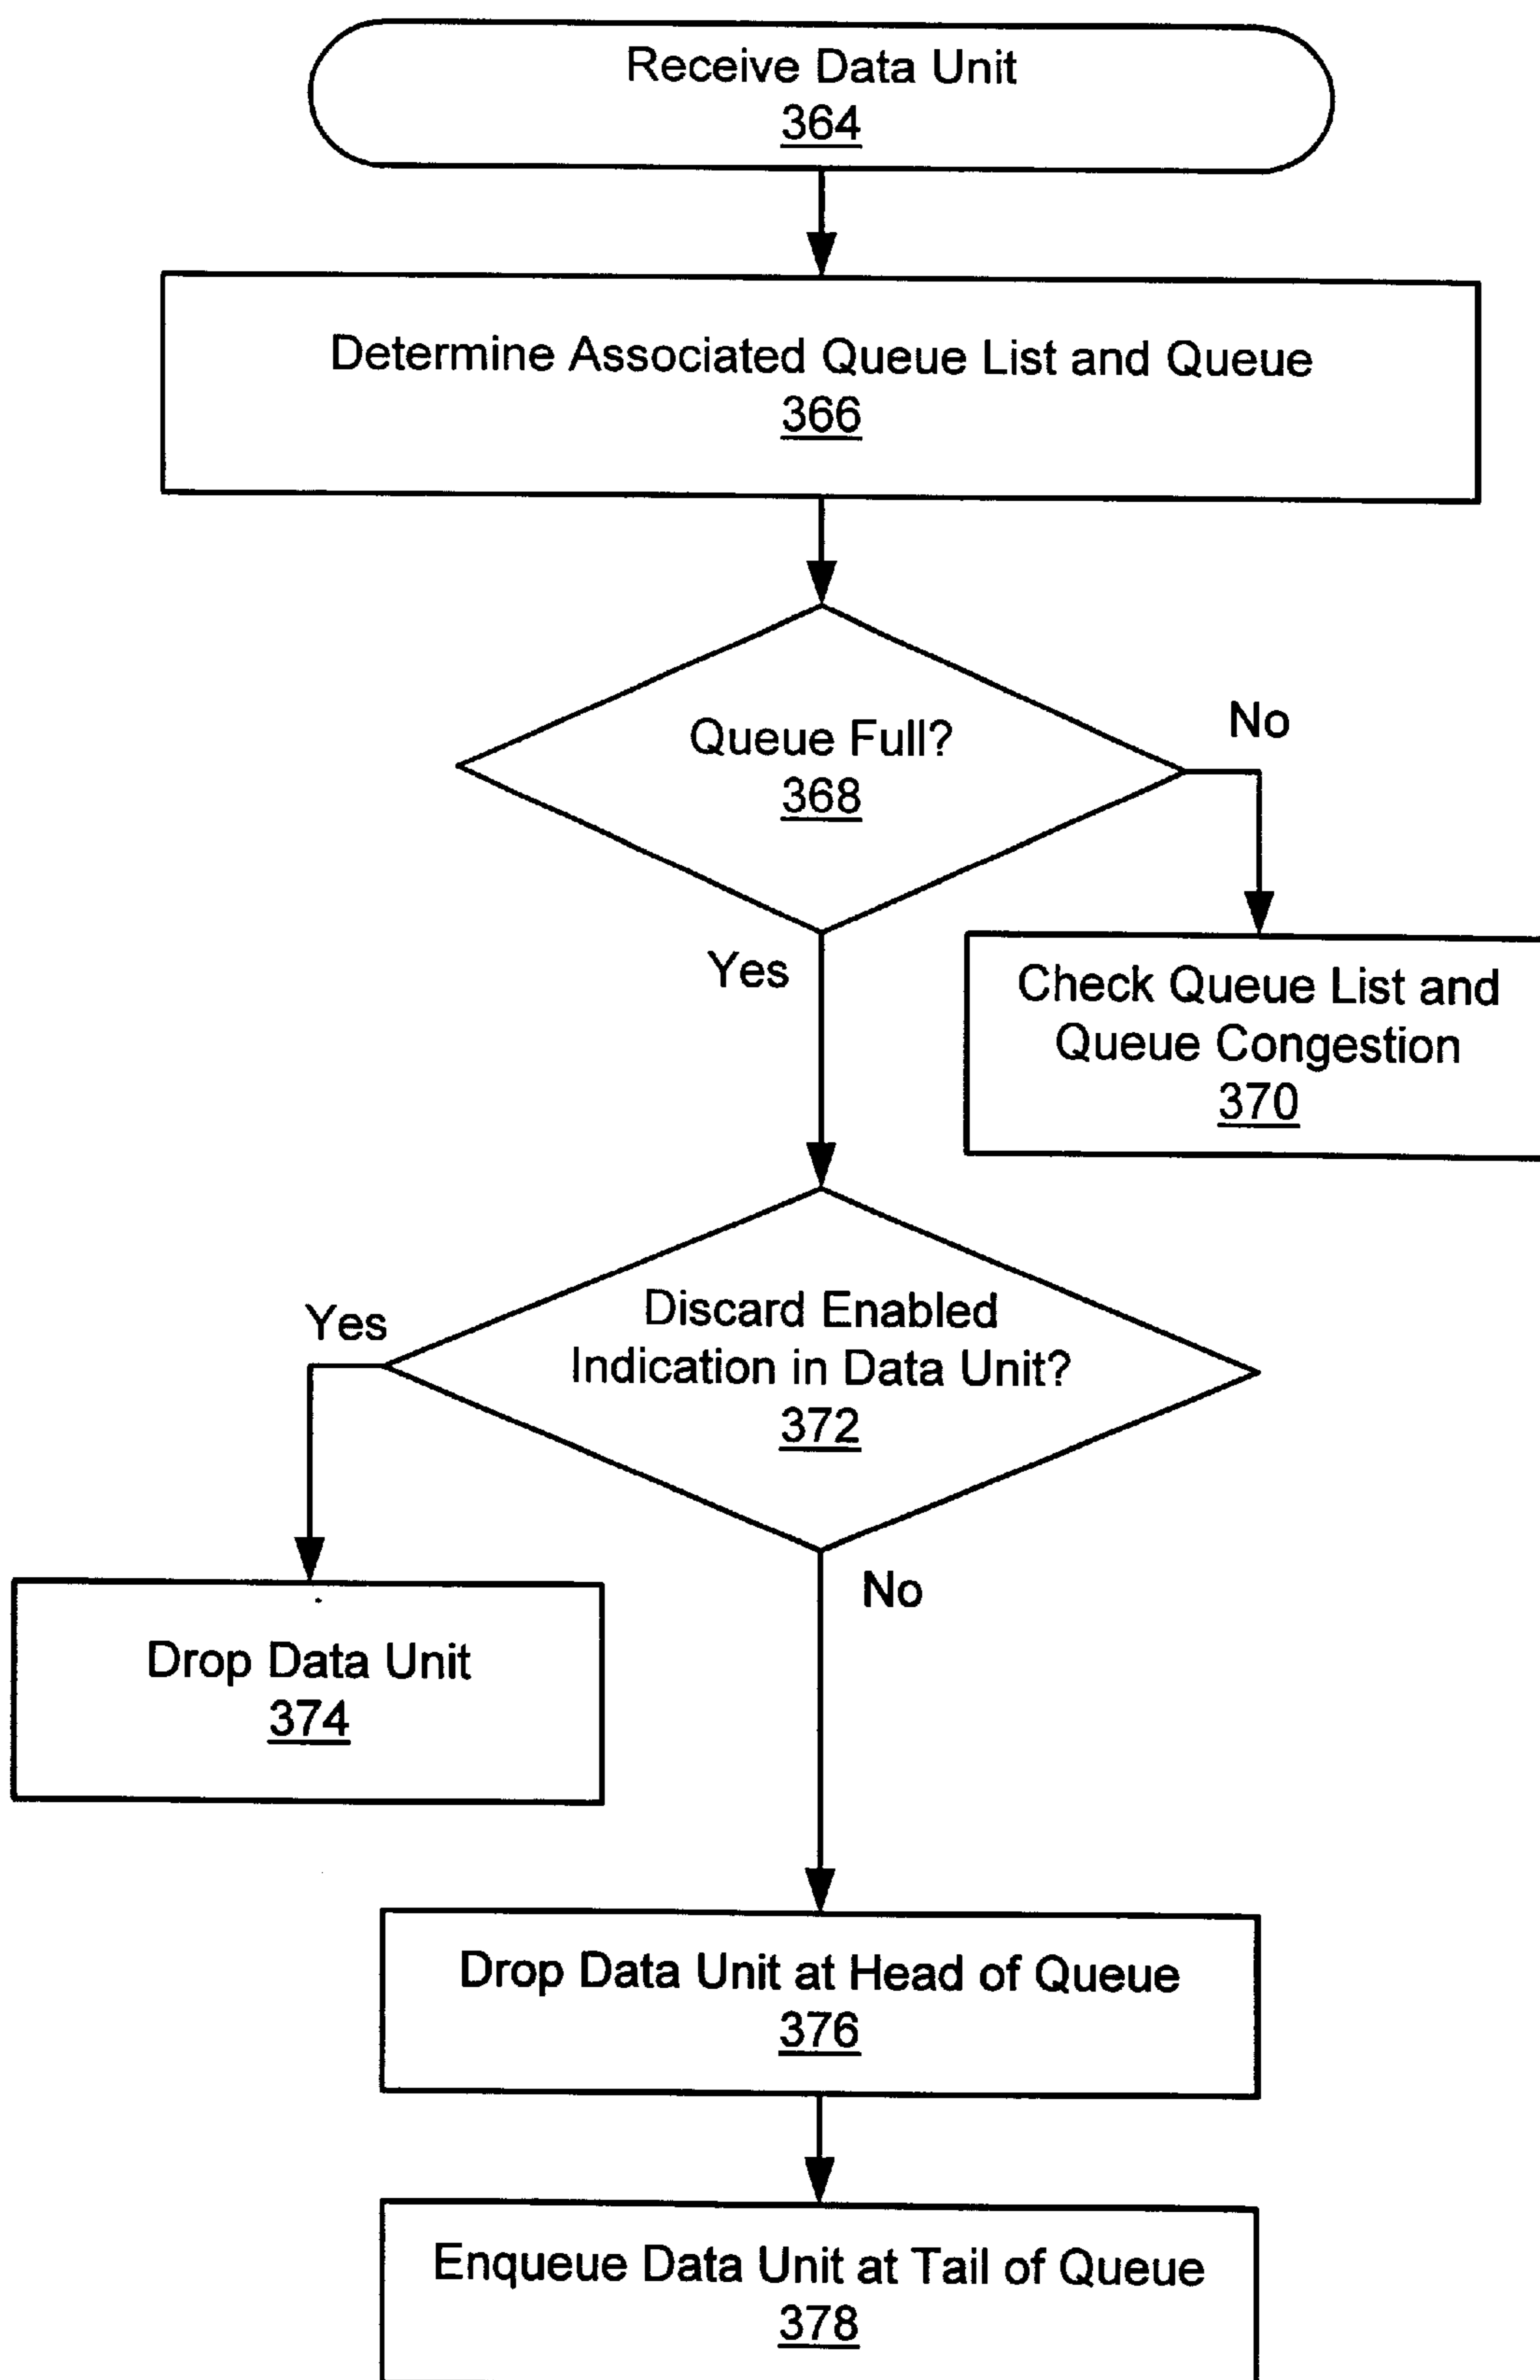 Receive Data Unit
364
Determine Associated Queue List and Queue
366
Queue Full?
368
No
Yes
Check Queue List and
Queue Congestion
370
Discard Enabled
Indication in Data Unit?
372
Yes
No
Drop Data Unit
374
Drop Data Unit at Head of Queue
376
Enqueue Data Unit at Tail of Queue
378